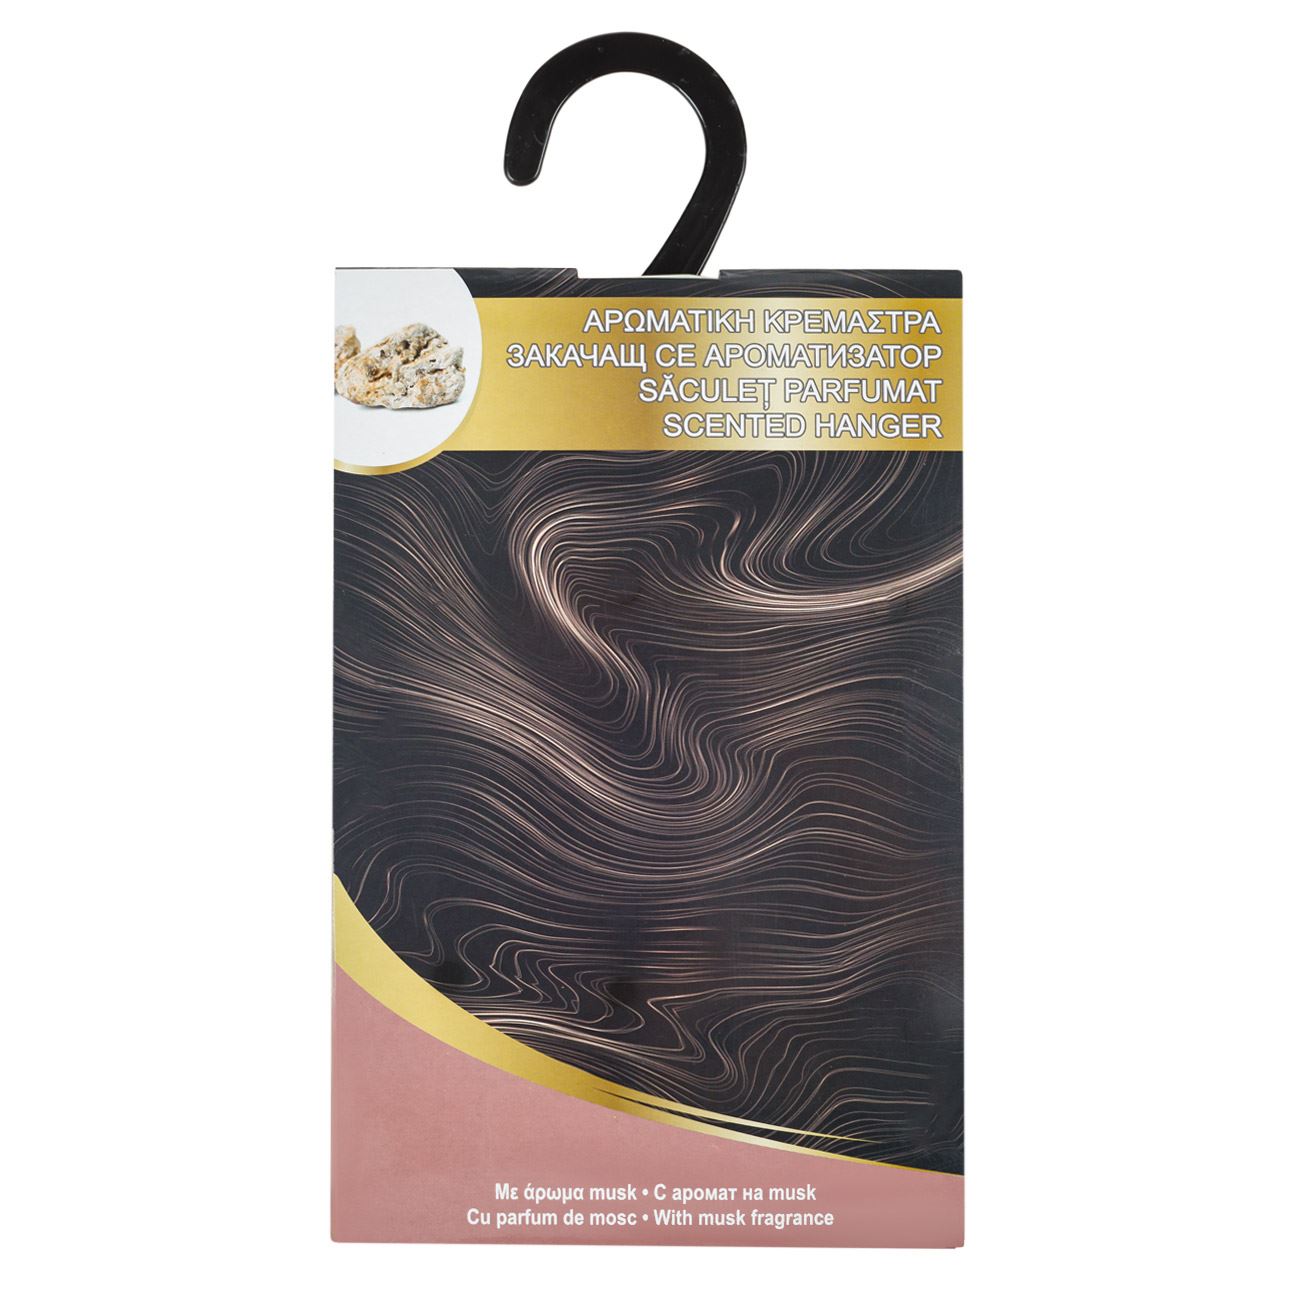 ΑΡΩΜΑΤΙΚΗ ΚΡΕΜΑΣΤΡΑ
ЗАКАЧАЩ СЕ АРОМАТИЗАТОР
SĂCULEȚ PARFUMAT
SCENTED HANGER
Με άρωμα musk • С аромат на musk
Cu parfum de mosc • With musk fragrance